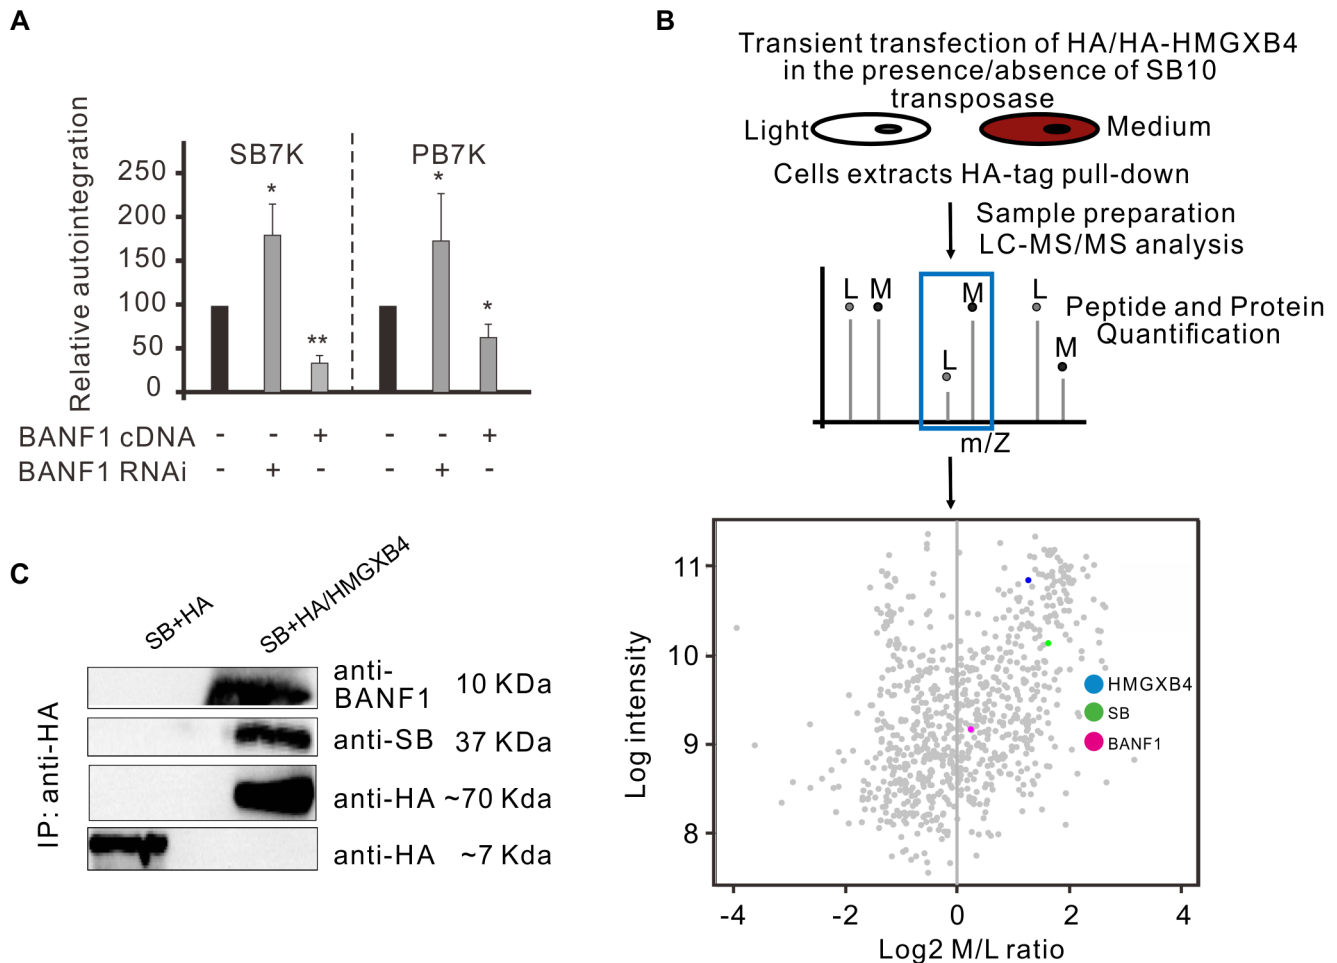 A
Relative autointegration
SB7K
PB7K
250
200
150
100
50
0
*
**
*
*
BANF1 cDNA - - + - - +
BANF1 RNAi - + - - + -
B
Transient transfection of HA/HA-HMGXB4
in the presence/absence of SB10
transposase
Light
Medium
Cells extracts HA-tag pull-down
Sample preparation
LC-MS/MS analysis
L M
L M
L M
Peptide and Protein
Quantification
m/Z
Log intensity
11
10
9
8
HMGXB4
SB
BANF1
-4 -2 0 2 4
Log2 M/L ratio
C
SB+HA
SB+HA/HMGXB4
IP: anti-HA
anti-
BANF1 10 KDa
anti-SB 37 KDa
anti-HA ~70 Kda
anti-HA ~7 Kda